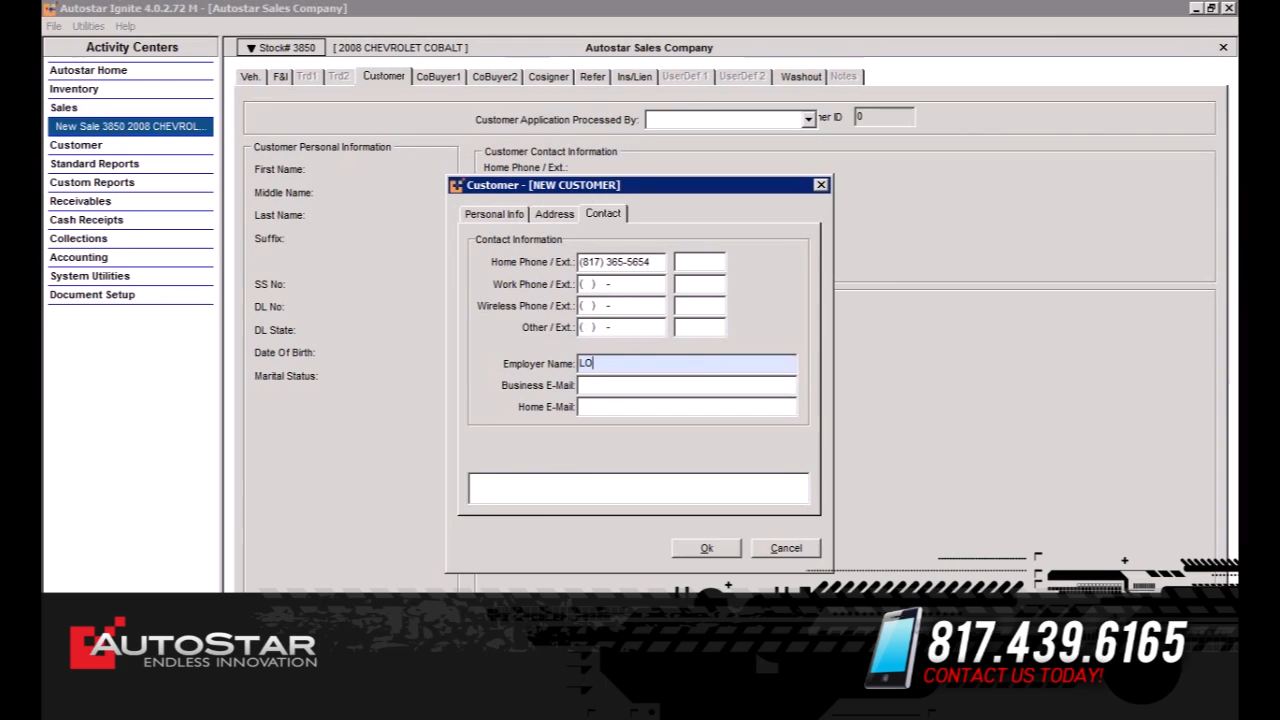 Autostar Ignite 4.0.2.72 M - [Autostar Sales Company]
File Utilities Help
Activity Centers
Autostar Home
Inventory
Sales
New Sale 3850 2008 CHEVROL...
Customer
Standard Reports
Custom Reports
Receivables
Cash Receipts
Collections
Accounting
System Utilities
Document Setup
▼ Stock# 3850 [ 2008 CHEVROLET COBALT ] Autostar Sales Company
Veh. F&I Trd1 Trd2 Customer CoBuyer1 CoBuyer2 Cosigner Refer Ins/Lien UserDef 1 UserDef 2 Washout Notes
Customer Application Processed By: ner ID 0
Customer Personal Information
First Name:
Middle Name:
Last Name:
Suffix:
SS No:
DL No:
DL State:
Date Of Birth:
Marital Status:
Customer Contact Information
Home Phone / Ext.:
Customer - [NEW CUSTOMER]
Personal Info Address Contact
Contact Information
Home Phone / Ext.: (817) 365-5654
Work Phone / Ext.: ( ) -
Wireless Phone / Ext.: ( ) -
Other / Ext.: ( ) -
Employer Name: LO
Business E-Mail:
Home E-Mail:
Ok Cancel
AUTOSTAR
ENDLESS INNOVATION
817.439.6165
CONTACT US TODAY!